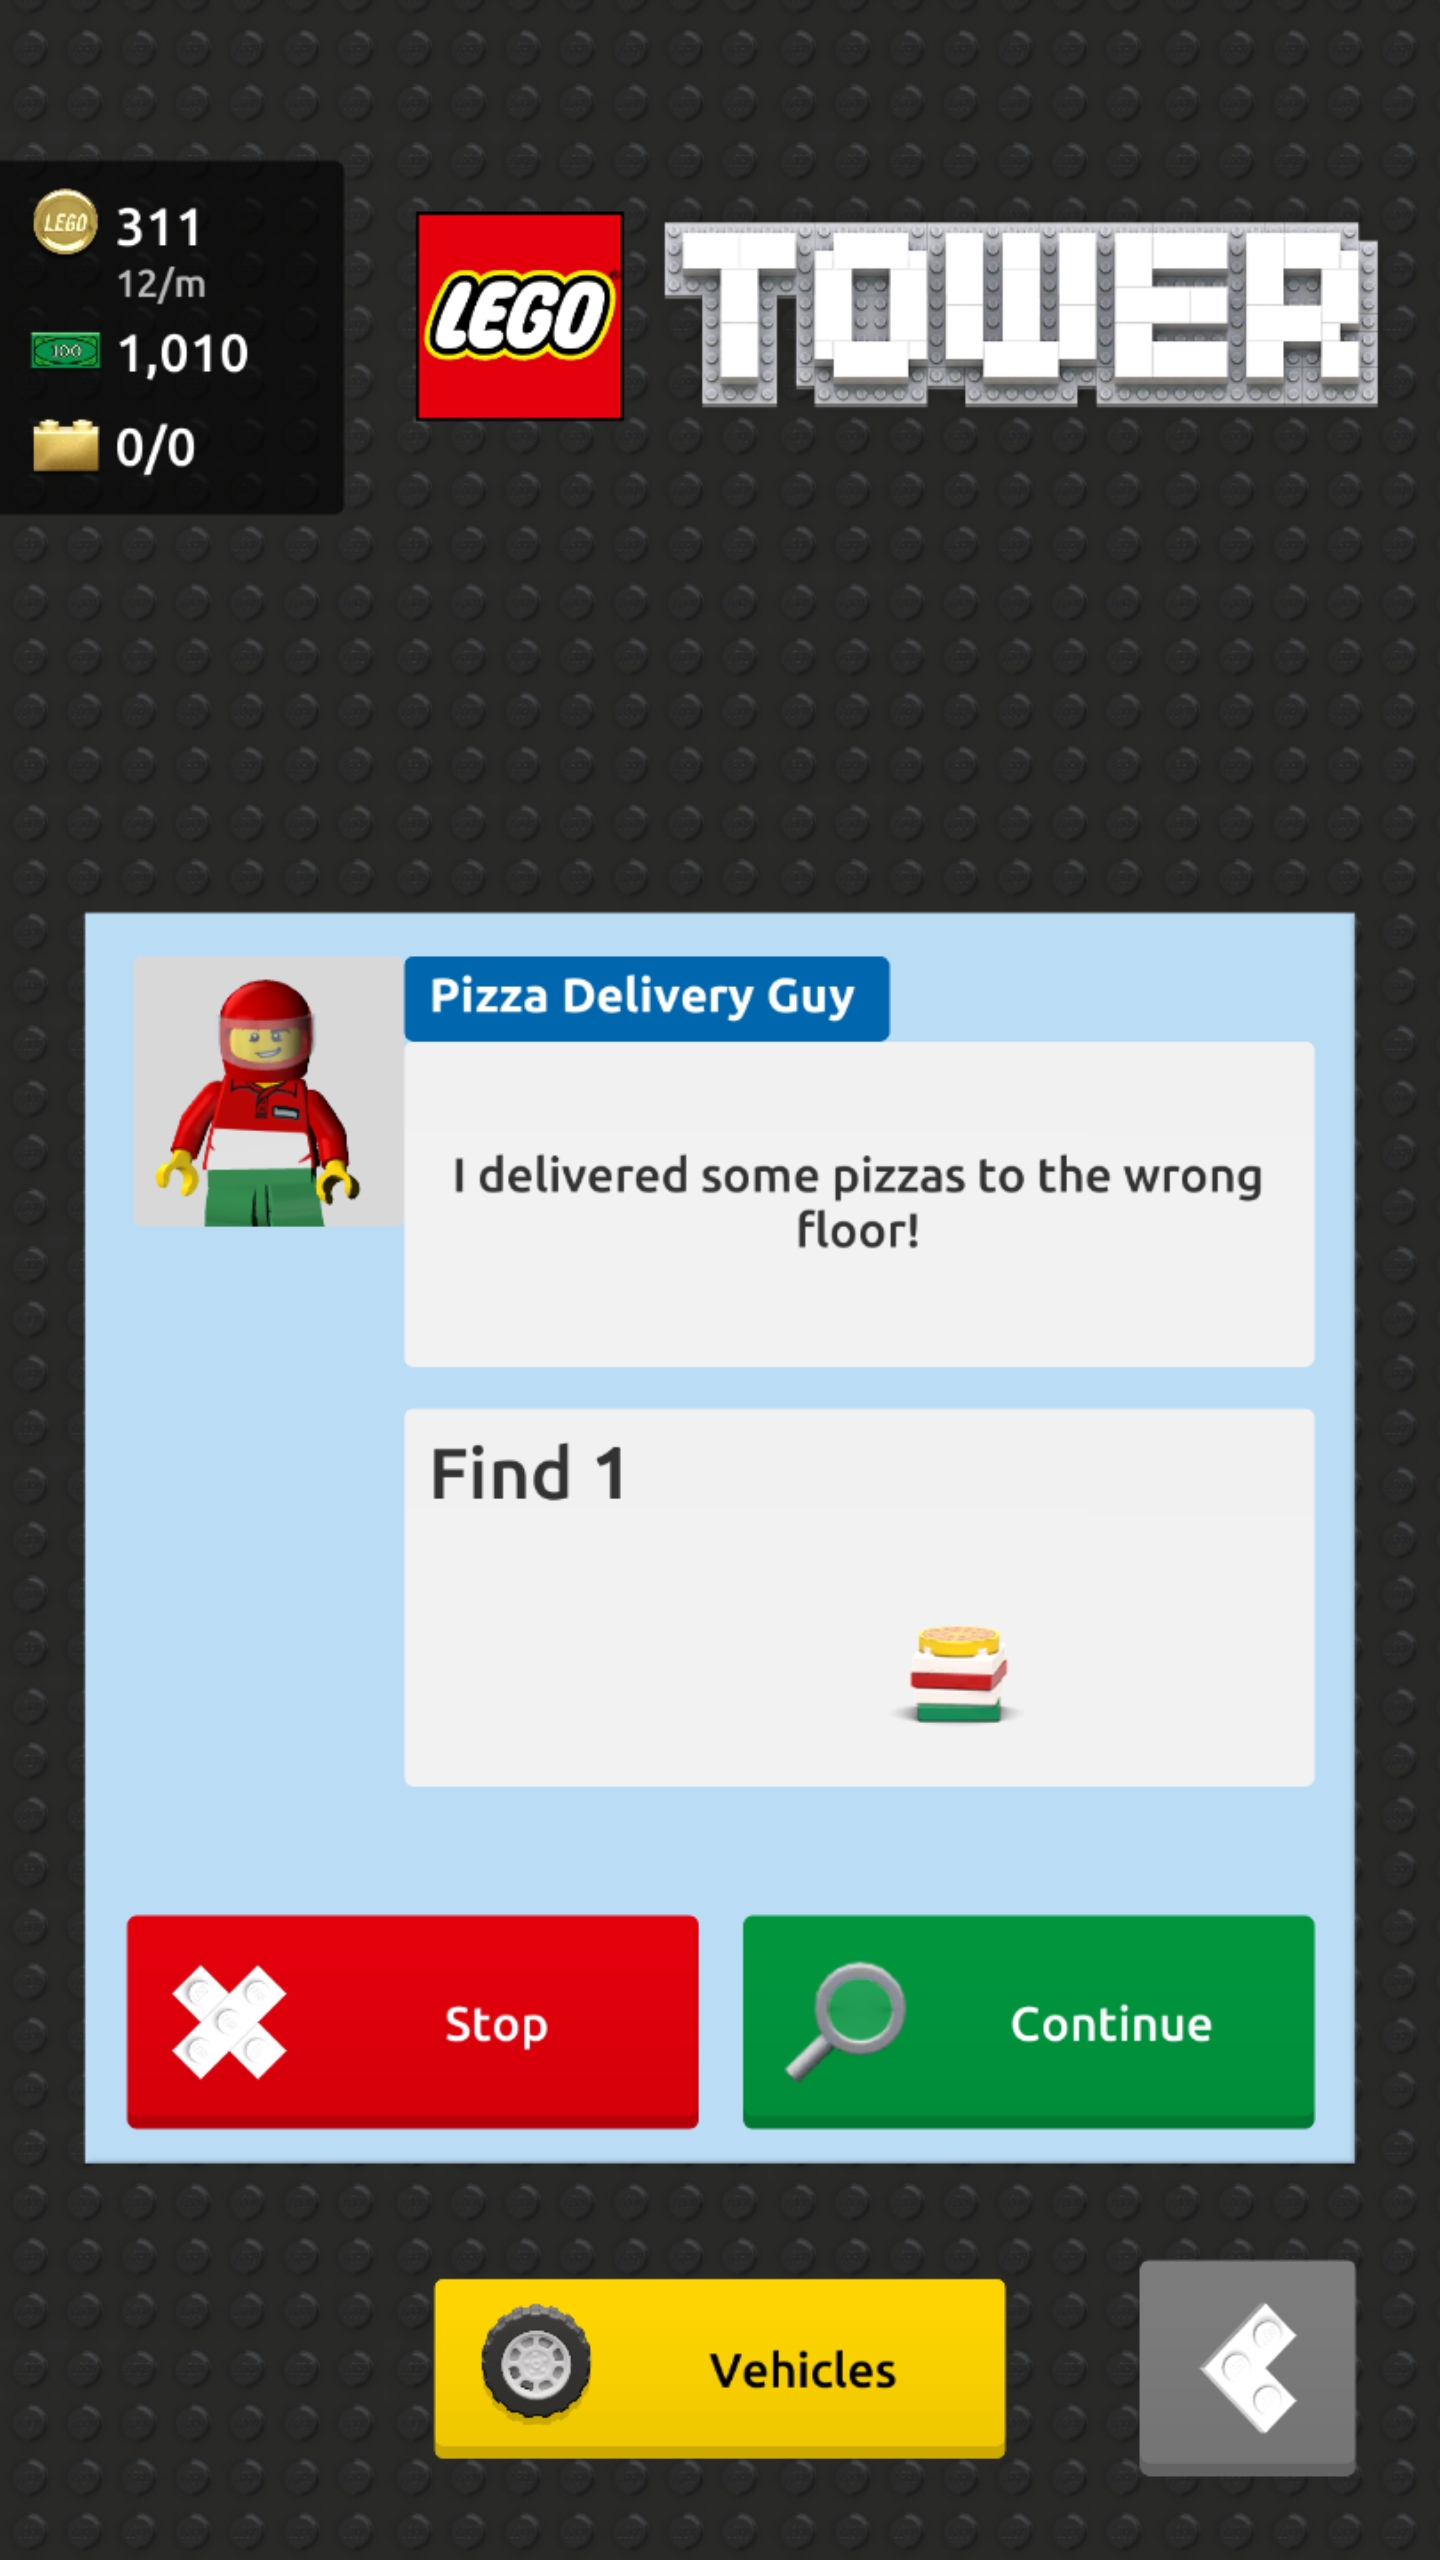 LEGO
311
12/m
100
1,010
0/0
LEGO
TOWER
Pizza Delivery Guy
I delivered some pizzas to the wrong
floor!
Find 1
Stop
Continue
Vehicles